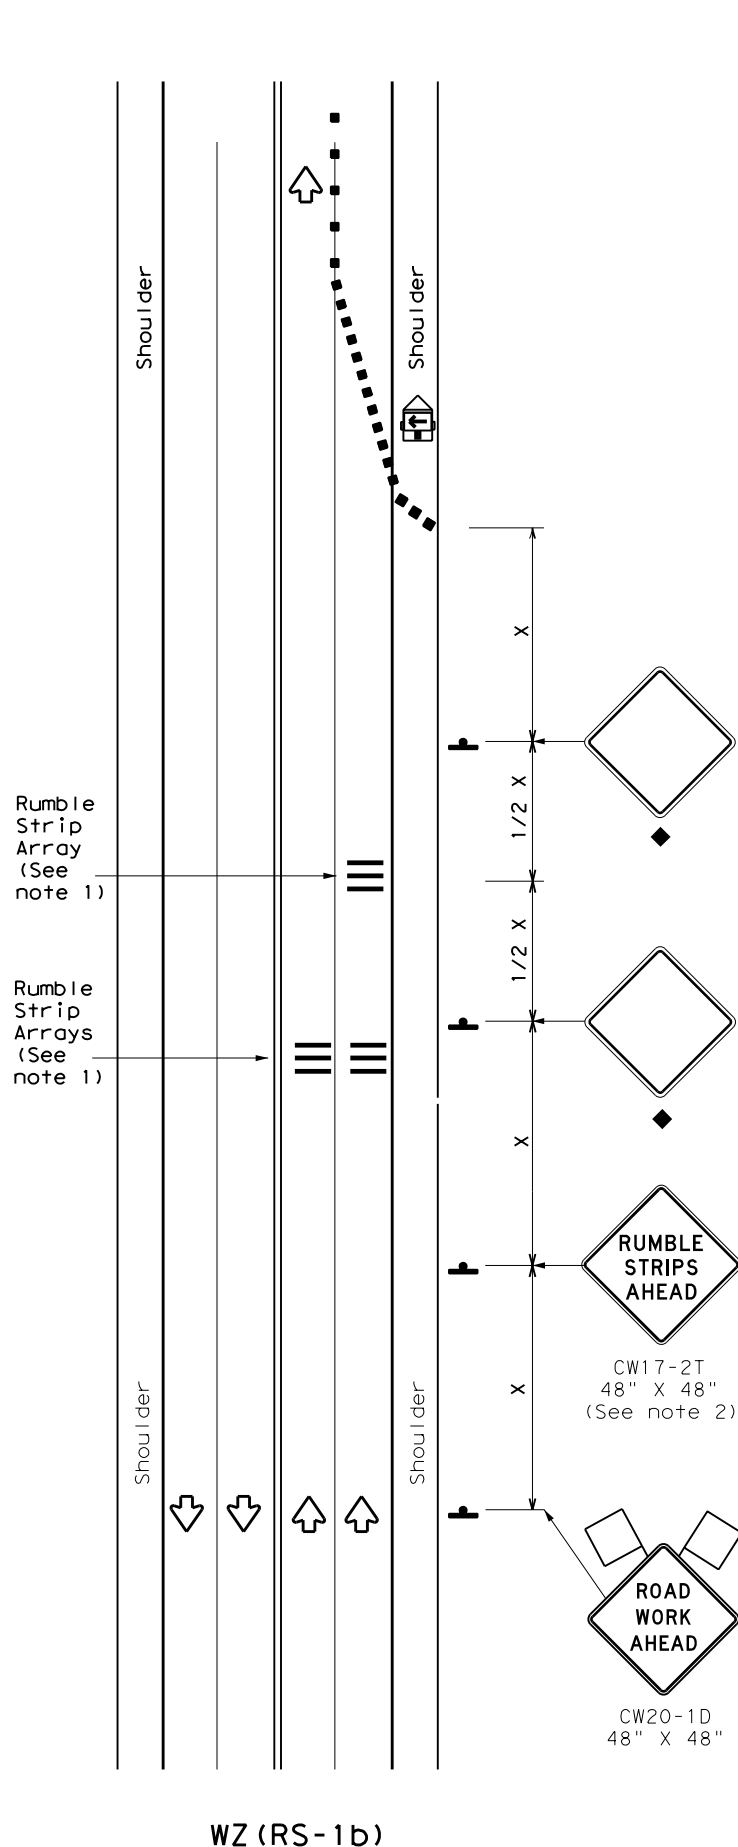 Shoulder
Shoulder
X
1/2 X
Rumble
Strip
Array
(See
note 1)
1/2 X
Rumble
Strip
Arrays
(See
note 1)
X
RUMBLE
STRIPS
AHEAD
CW17-2T
48" X 48"
(See note 2)
X
Shoulder
Shoulder
ROAD
WORK
AHEAD
CW20-1D
48" X 48"
WZ(RS-1b)